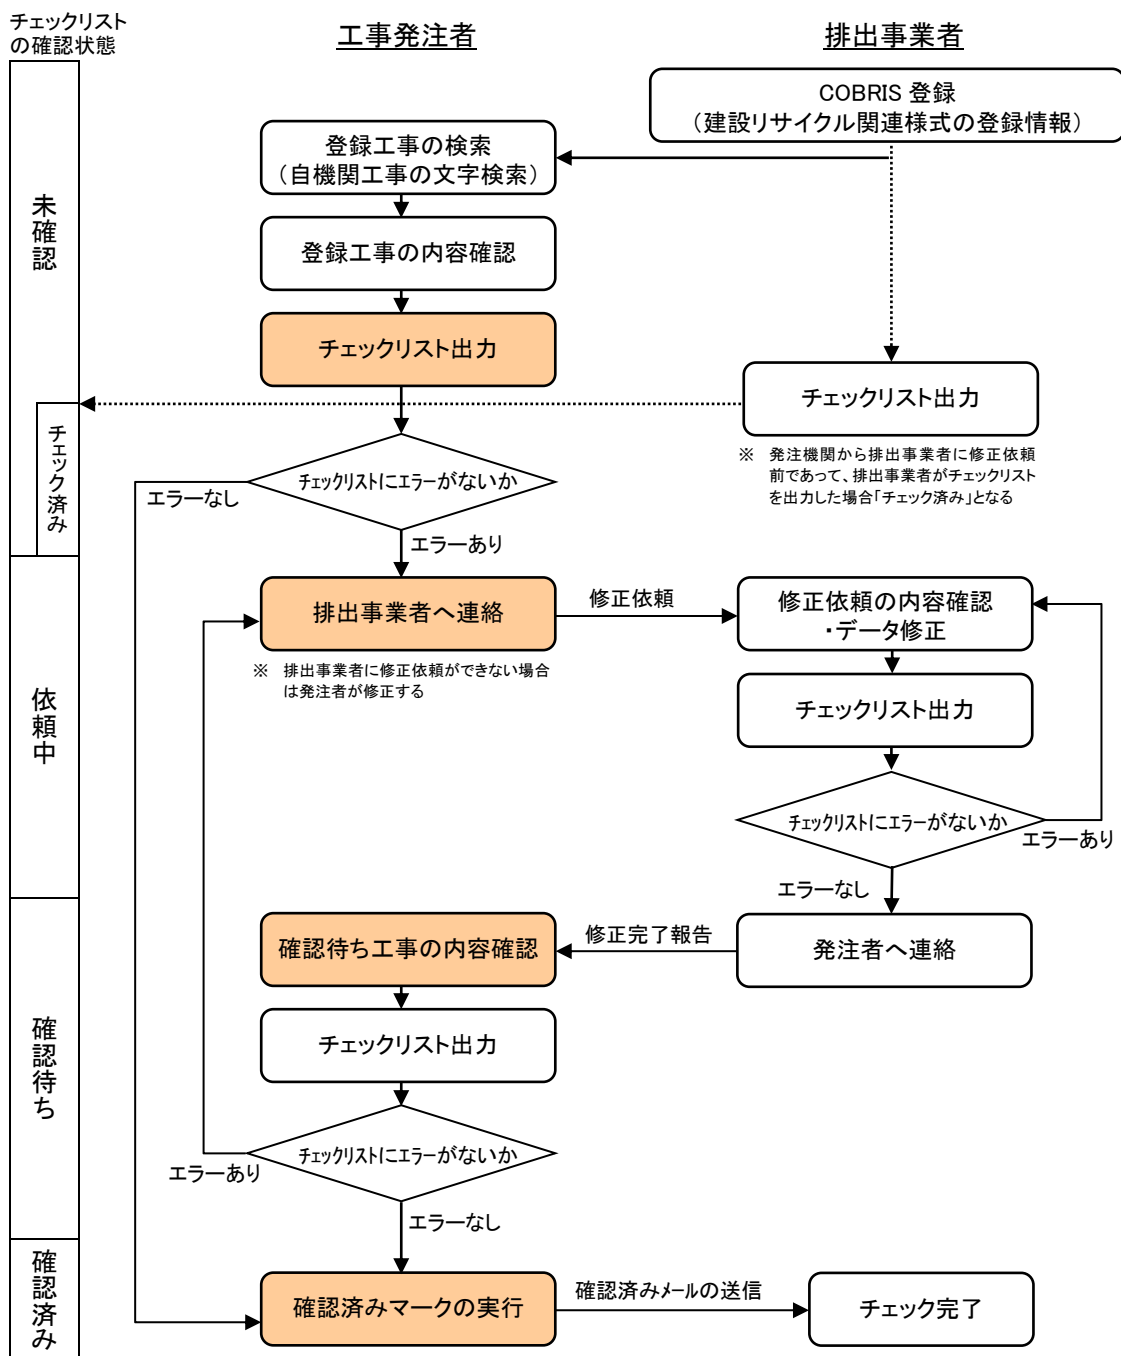 チェックリスト
の確認状態
工事発注者
排出事業者
COBRIS 登録
（建設リサイクル関連様式の登録情報）
登録工事の検索
（自機関工事の文字検索）
未確認
登録工事の内容確認
チェックリスト出力
チェックリスト出力
チェック済み
※ 発注機関から排出事業者に修正依頼
前であって、排出事業者がチェックリスト
を出力した場合「チェック済み」となる
チェックリストにエラーがないか
エラーなし
エラーあり
排出事業者へ連絡
修正依頼
修正依頼の内容確認
・データ修正
※ 排出事業者に修正依頼ができない場合
は発注者が修正する
依頼中
チェックリスト出力
チェックリストにエラーがないか
エラーあり
エラーなし
確認待ち工事の内容確認
修正完了報告
発注者へ連絡
確認待ち
チェックリスト出力
チェックリストにエラーがないか
エラーあり
エラーなし
確認済み
確認済みマークの実行
確認済みメールの送信
チェック完了